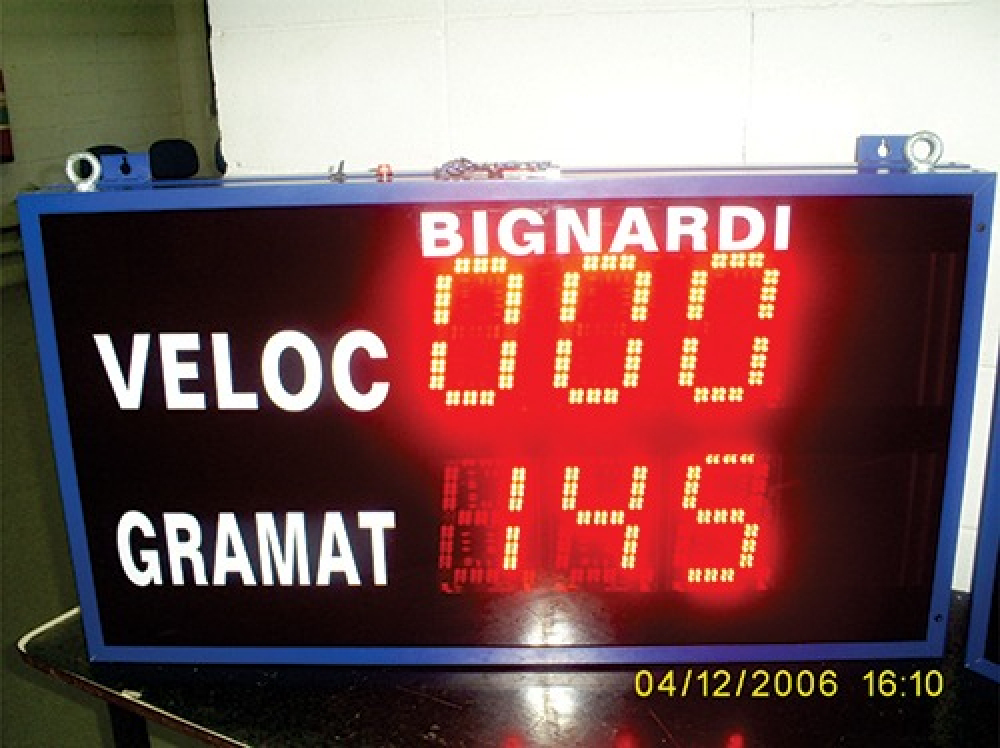 BIGNARDI
VELOC 000
GRAMAT 145
04/12/2006 16:10